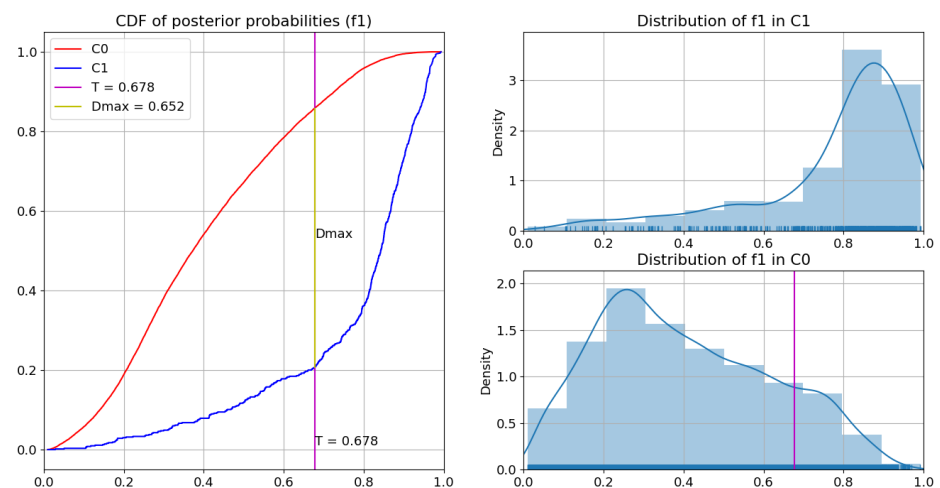 CDF of posterior probabilities (f1)
C0
C1
T = 0.678
Dmax = 0.652
1.0
0.8
0.6
0.4
0.2
0.0
Dmax
T = 0.678
0.0 0.2 0.4 0.6 0.8 1.0
Distribution of f1 in C1
Density
3
2
1
0
0.0 0.2 0.4 0.6 0.8 1.0
Distribution of f1 in C0
Density
2.0
1.5
1.0
0.5
0.0
0.0 0.2 0.4 0.6 0.8 1.0